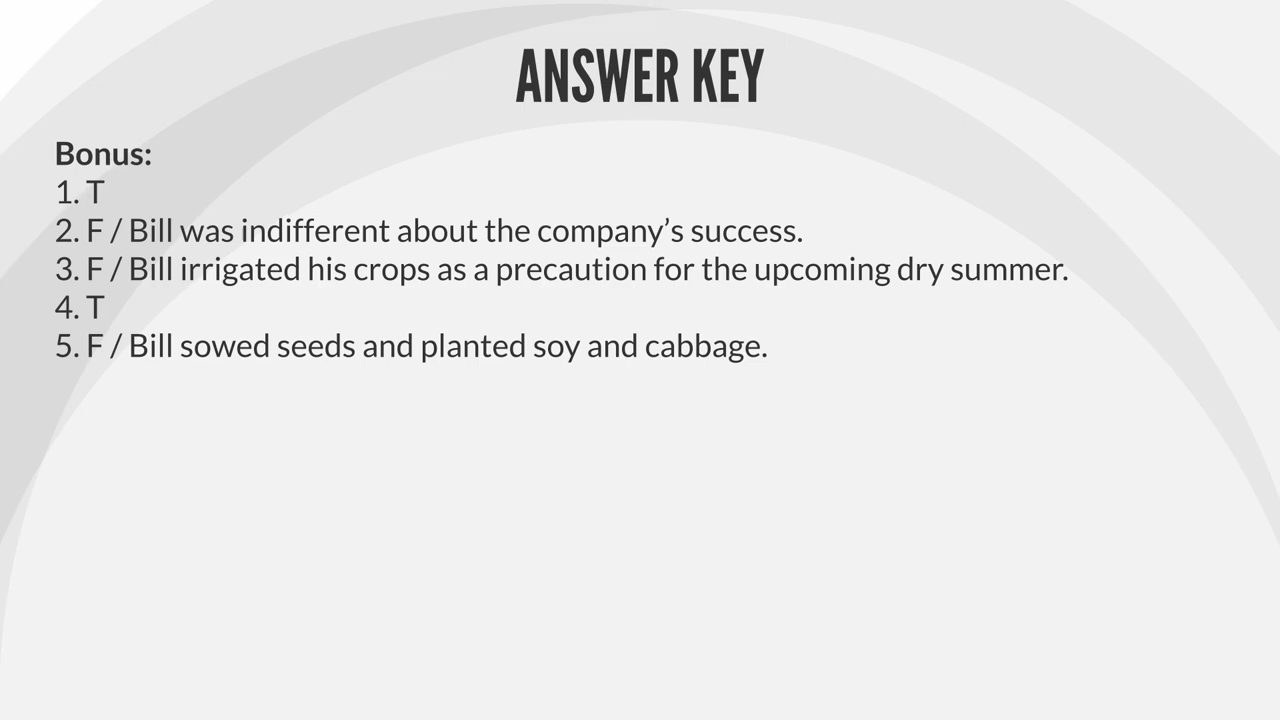 ANSWER KEY
Bonus:
1. T
2. F / Bill was indifferent about the company’s success.
3. F / Bill irrigated his crops as a precaution for the upcoming dry summer.
4. T
5. F / Bill sowed seeds and planted soy and cabbage.